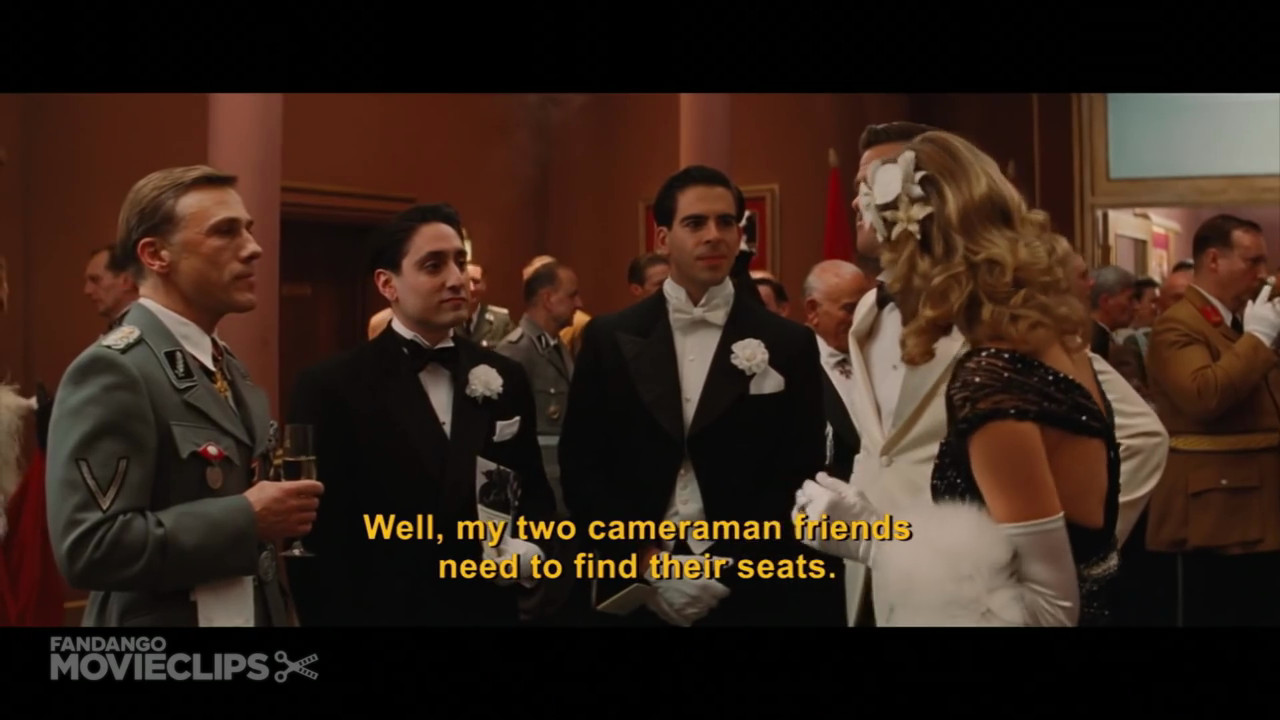 Well, my two cameraman friends
need to find their seats.
FANDANGO
MOVIECLIPS